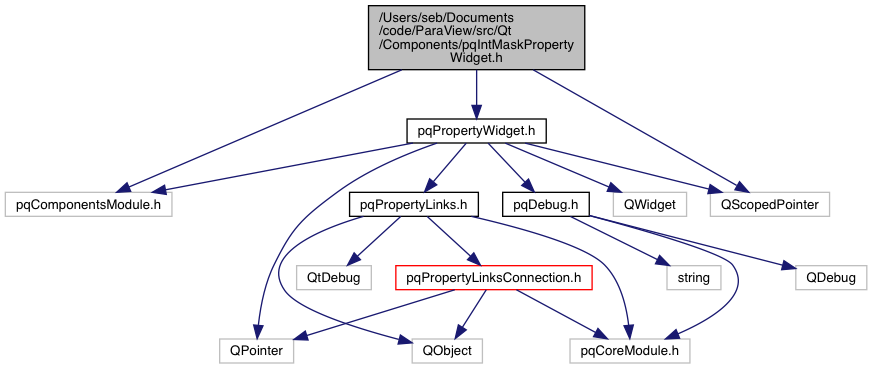 /Users/seb/Documents
/code/ParaView/src/Qt
/Components/pqIntMaskProperty
Widget.h
pqPropertyWidget.h
pqComponentsModule.h
pqPropertyLinks.h
pqDebug.h
QWidget
QScopedPointer
QtDebug
pqPropertyLinksConnection.h
string
QDebug
QPointer
QObject
pqCoreModule.h